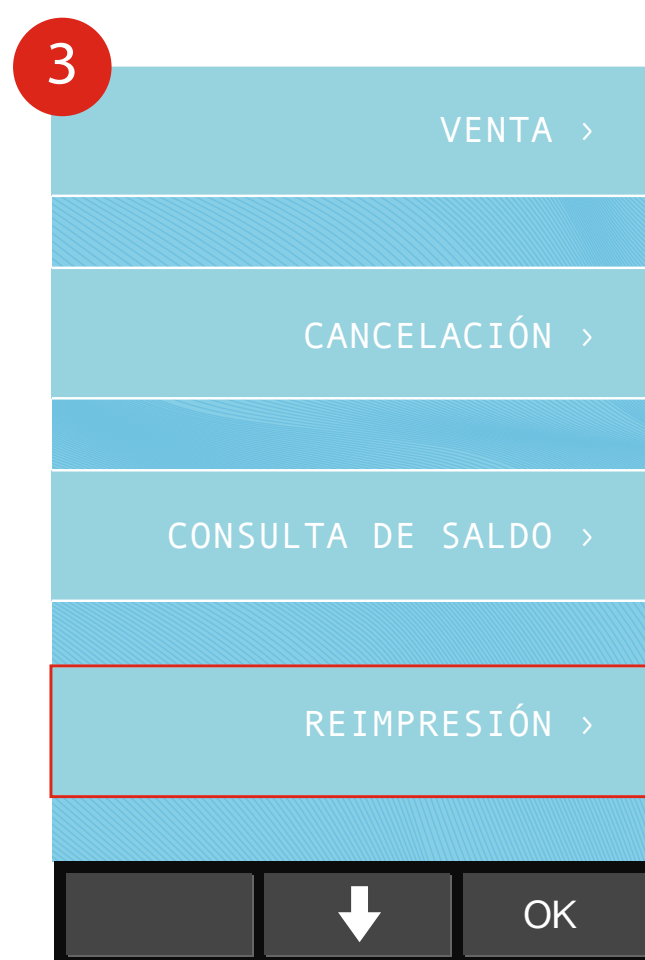 3
VENTA >
CANCELACIÓN >
CONSULTA DE SALDO >
REIMPRESIÓN >
OK